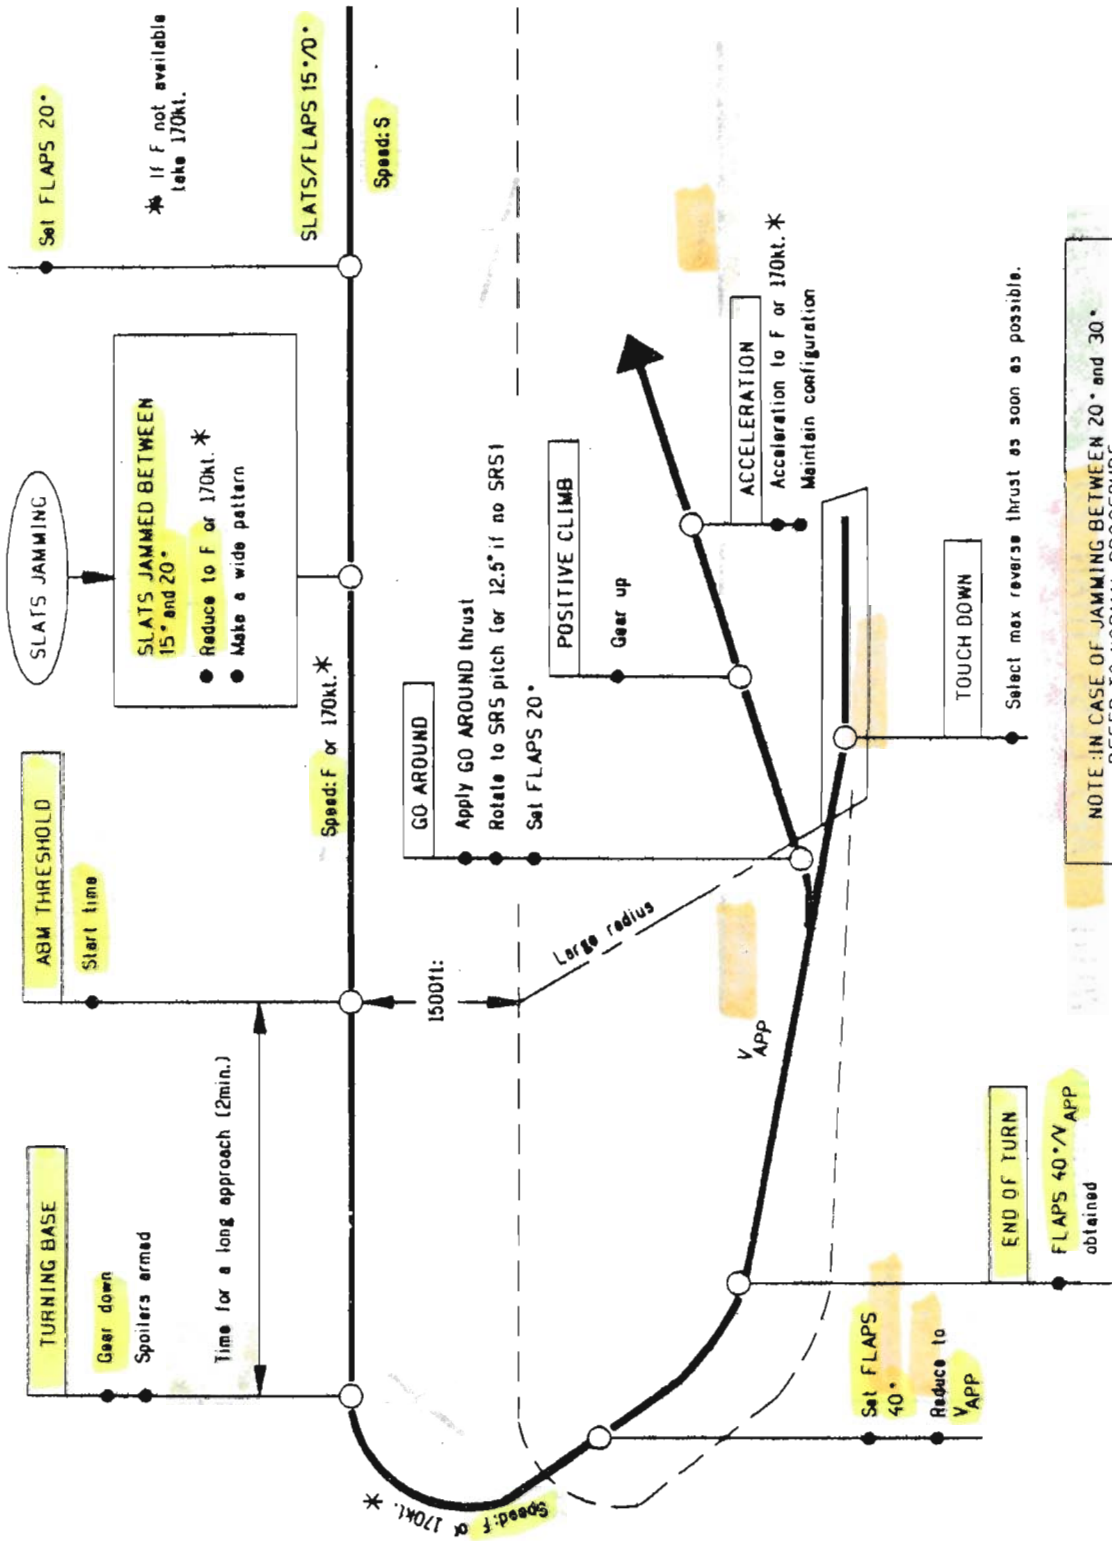 SLATS JAMMING
SLATS JAMMED BETWEEN
15° and 20°
● Reduce to F or 170kt.*
● Make a wide pattern
● Set FLAPS 20°
* If F not available
take 170kt.
SLATS/FLAPS 15°/0°
Speed: S
Speed: F or 170kt.*
ABM THRESHOLD
● Start time
TURNING BASE
● Gear down
● Spoilers armed
Time for a long approach (2min.)
1500ft:
Large radius
Speed: F or 170kt. *
● Set FLAPS
40°
● Reduce to
VAPP
END OF TURN
● FLAPS 40°/VAPP
obtained
VAPP
GO AROUND
● Apply GO AROUND thrust
● Rotate to SRS pitch (or 12.5° if no SRS)
● Set FLAPS 20°
POSITIVE CLIMB
● Gear up
ACCELERATION
● Acceleration to F or 170kt.*
● Maintain configuration
TOUCH DOWN
● Select max reverse thrust as soon as possible.
NOTE :IN CASE OF JAMMING BETWEEN 20° and 30°